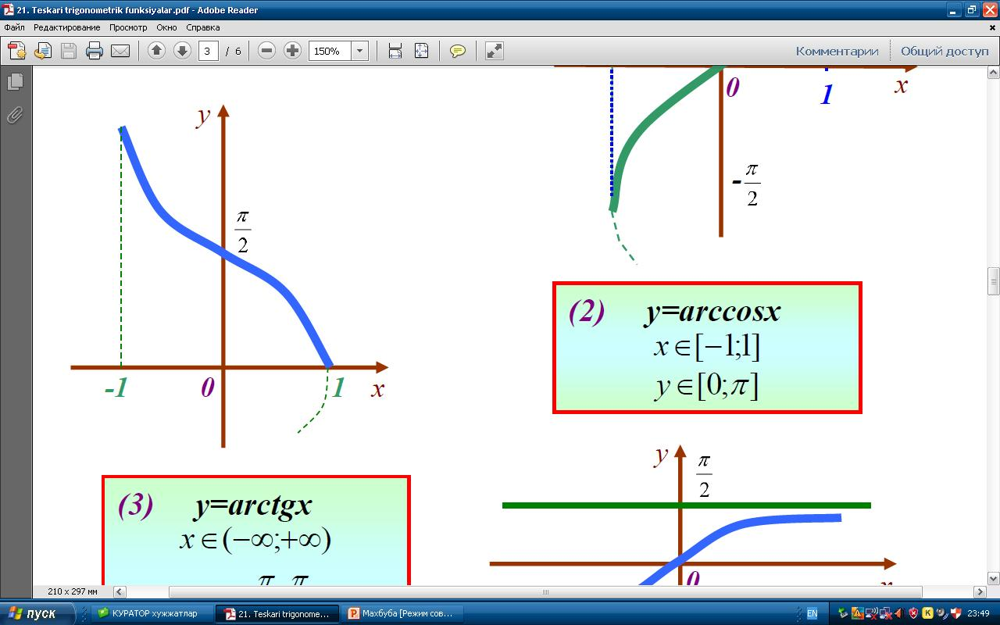 21. Teskari trigonometrik funksiyalar.pdf - Adobe Reader
Файл Редактирование Просмотр Окно Справка
3 / 6 150% Комментарии Общий доступ
0 1 x
-π/2
y
π/2
-1 0 1 x
(2) y=arccosx
x∈[−1;1]
y∈[0;π]
(3) y=arctgx
x∈(−∞;+∞)
π π
y π/2
0 x
210 x 297 мм
пуск КУРАТОР хужжатлар 21. Teskari trigonome... Махбуба [Режим сов... EN 23:49